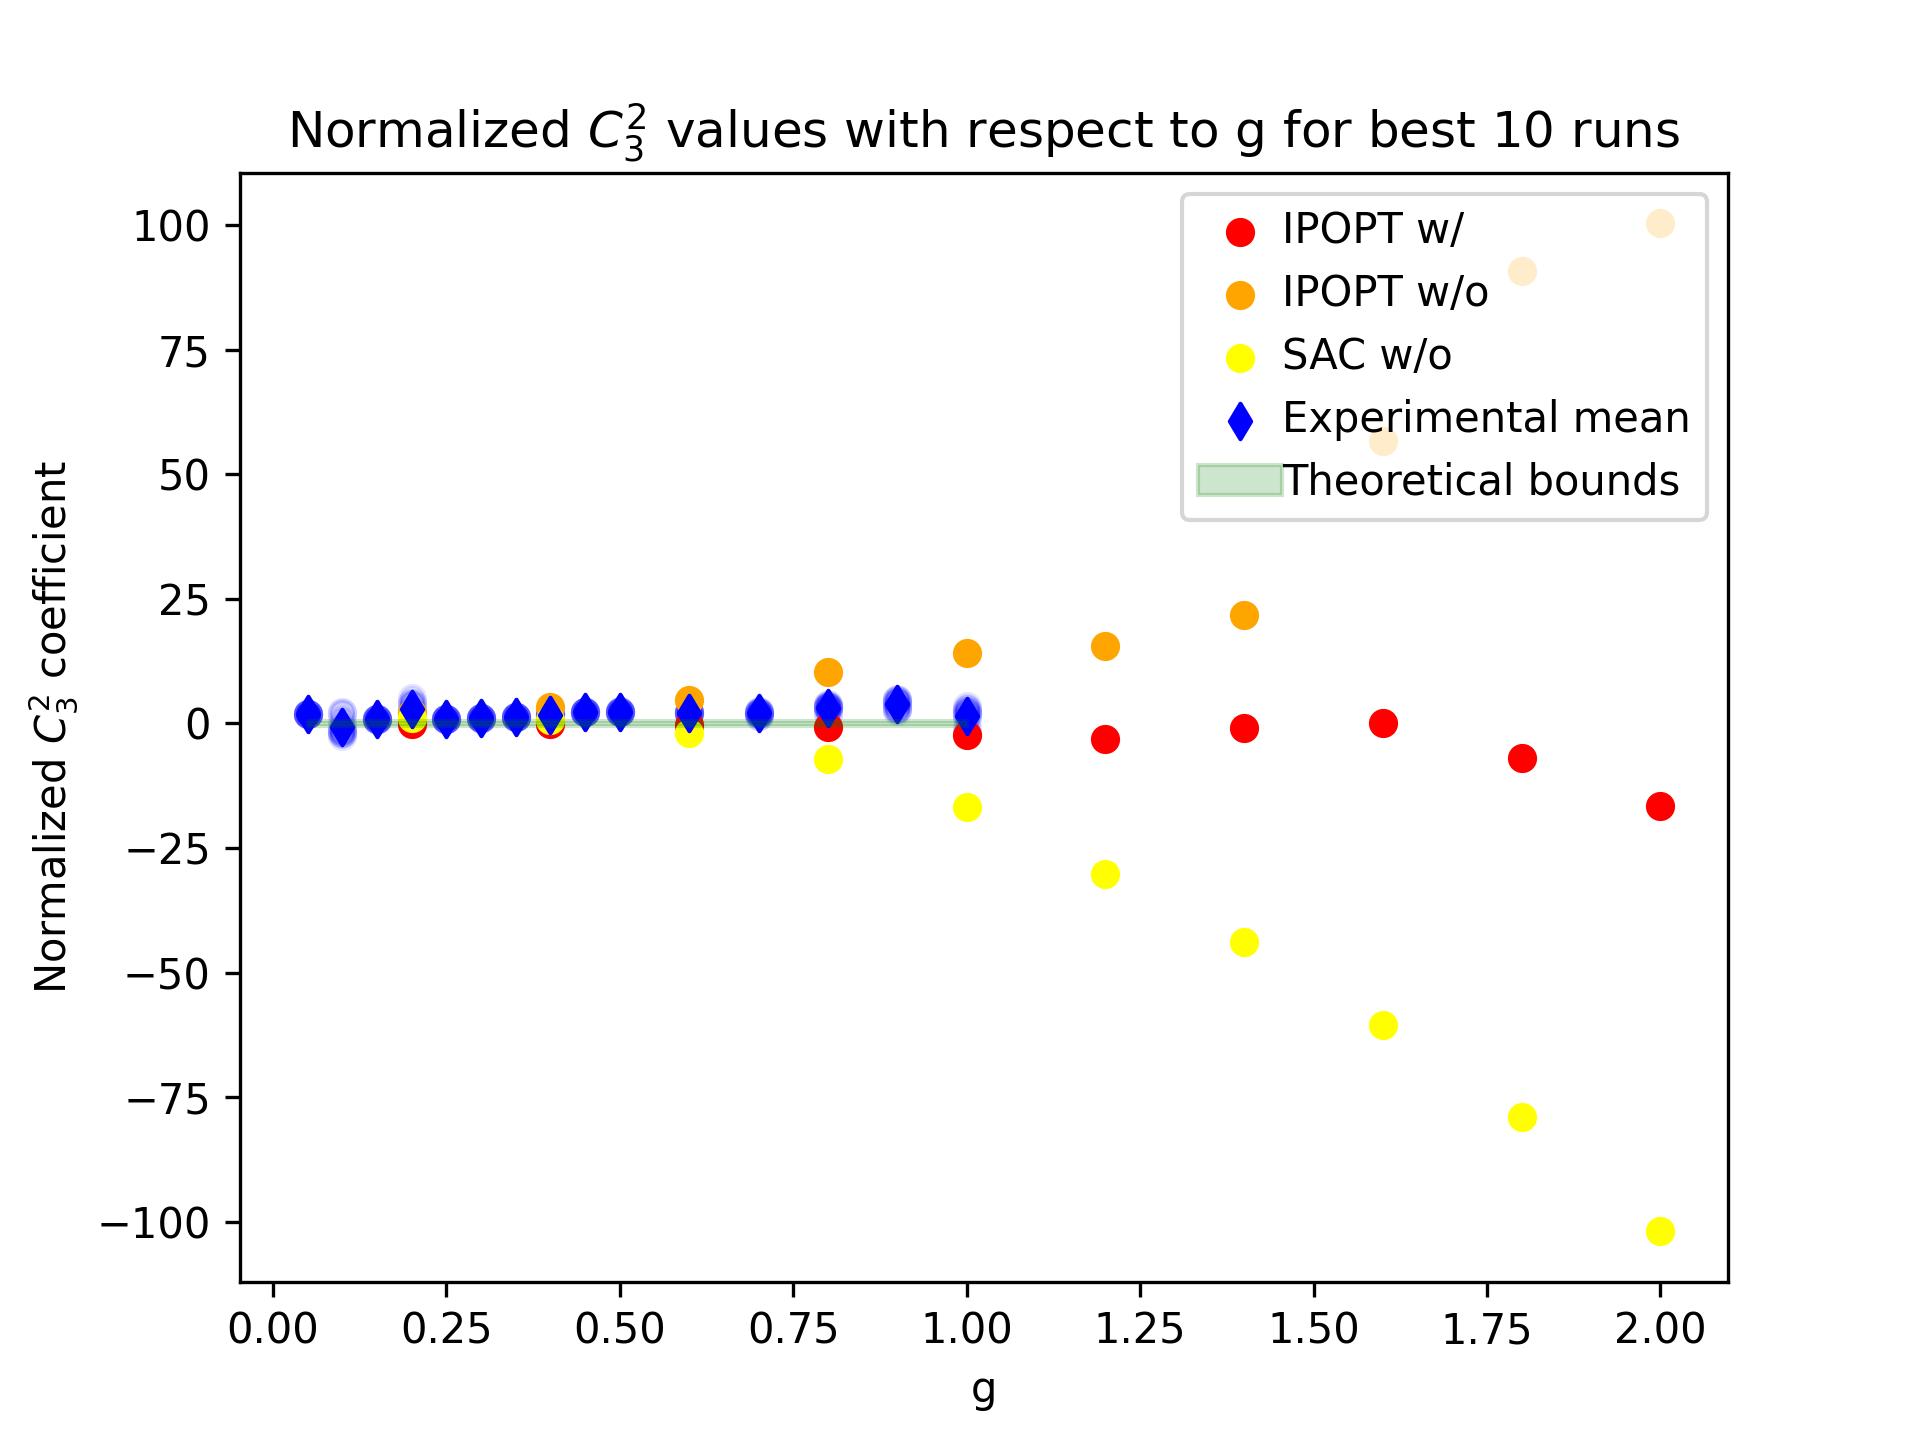 Normalized $C_3^2$ values with respect to g for best 10 runs
IPOPT w/
IPOPT w/o
SAC w/o
Experimental mean
Theoretical bounds
Normalized $C_3^2$ coefficient
100
75
50
25
0
−25
−50
−75
−100
0.00 0.25 0.50 0.75 1.00 1.25 1.50 1.75 2.00
g